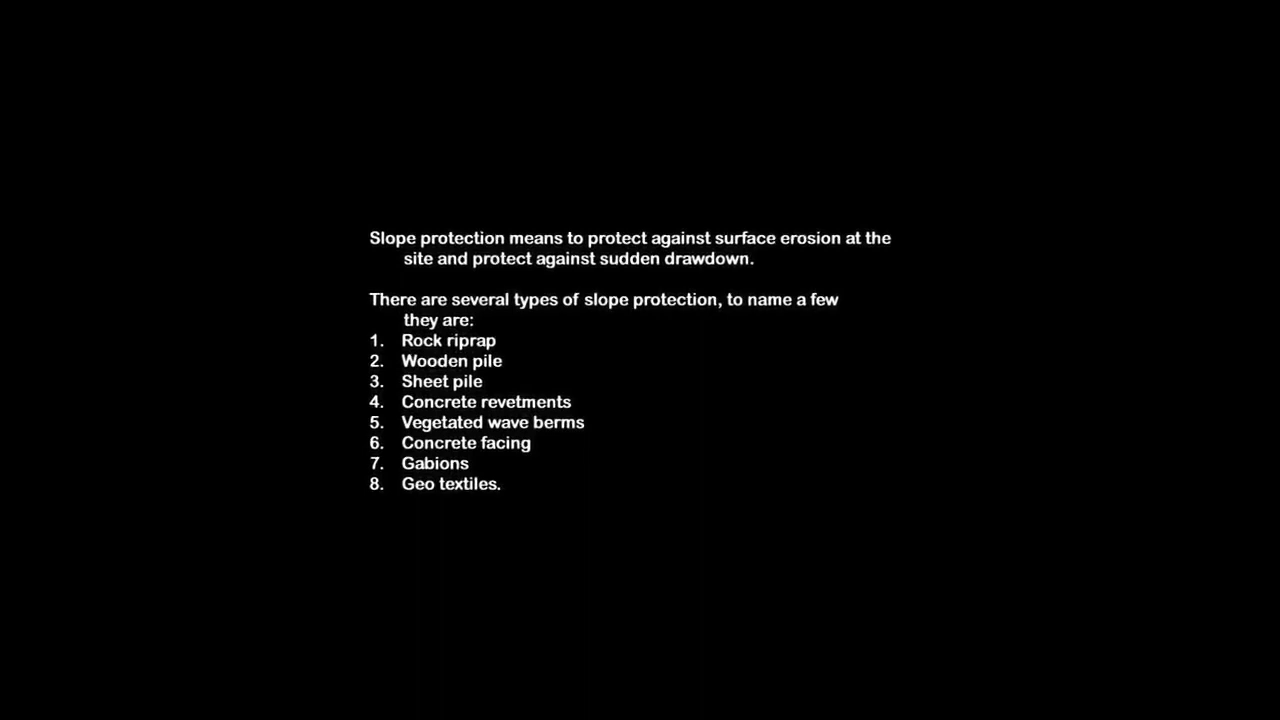 Slope protection means to protect against surface erosion at the
site and protect against sudden drawdown.
There are several types of slope protection, to name a few
they are:
1. Rock riprap
2. Wooden pile
3. Sheet pile
4. Concrete revetments
5. Vegetated wave berms
6. Concrete facing
7. Gabions
8. Geo textiles.